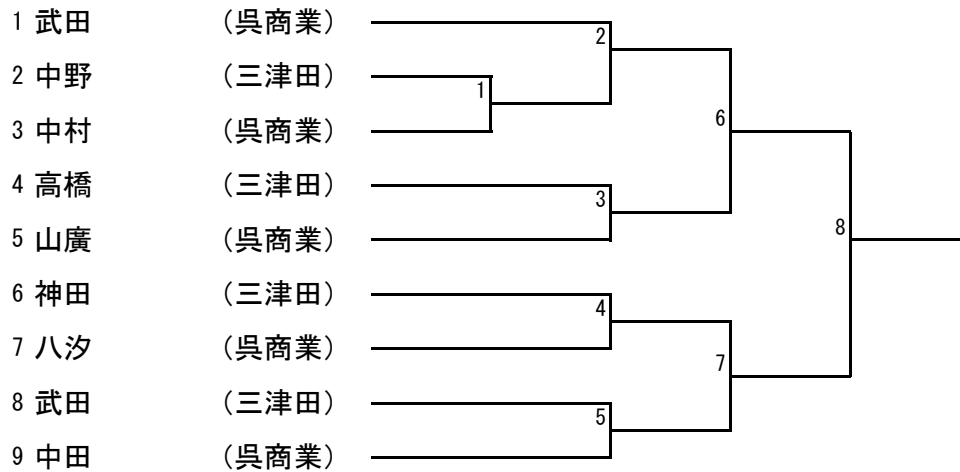 1 武田 (呉商業)
2 中野 (三津田)
3 中村 (呉商業)
4 高橋 (三津田)
5 山廣 (呉商業)
6 神田 (三津田)
7 八汐 (呉商業)
8 武田 (三津田)
9 中田 (呉商業)
2
1
6
3
8
4
7
5